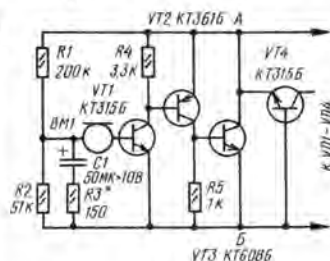 VT2 КТ361Б А
R1
200к
R4
3,3к
VT4
КТ315Б
VT1
КТ315Б
ВМ1
+
C1
50МК×10В
R2
51к
R3*
150
R5
1к
К VD1-VD4
Б
VT3 КТ608Б